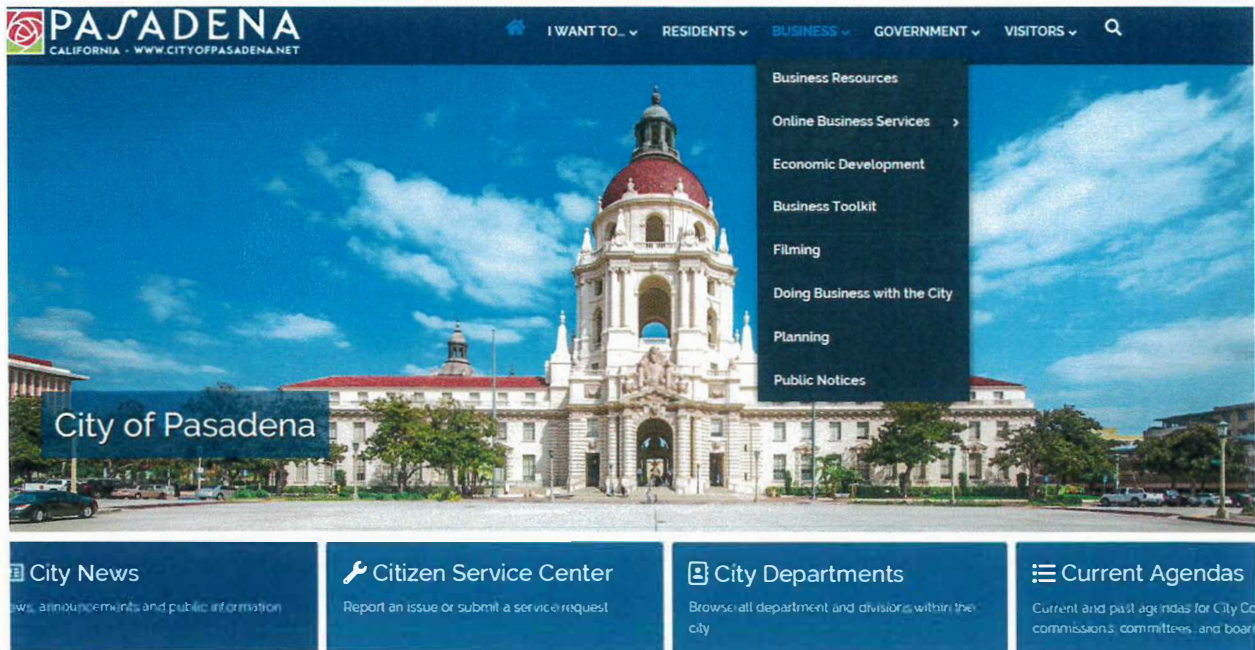 PASADENA
CALIFORNIA - WWW.CITYOFPASADENA.NET
I WANT TO... RESIDENTS BUSINESS GOVERNMENT VISITORS
Business Resources
Online Business Services
Economic Development
Business Toolkit
Filming
Doing Business with the City
Planning
Public Notices
City of Pasadena
City News
announcements and public information
Citizen Service Center
Report an issue or submit a service request
City Departments
Browse all department and divisions within the
city
Current Agendas
Current and past agendas for City Co
commissions, committees, and boar